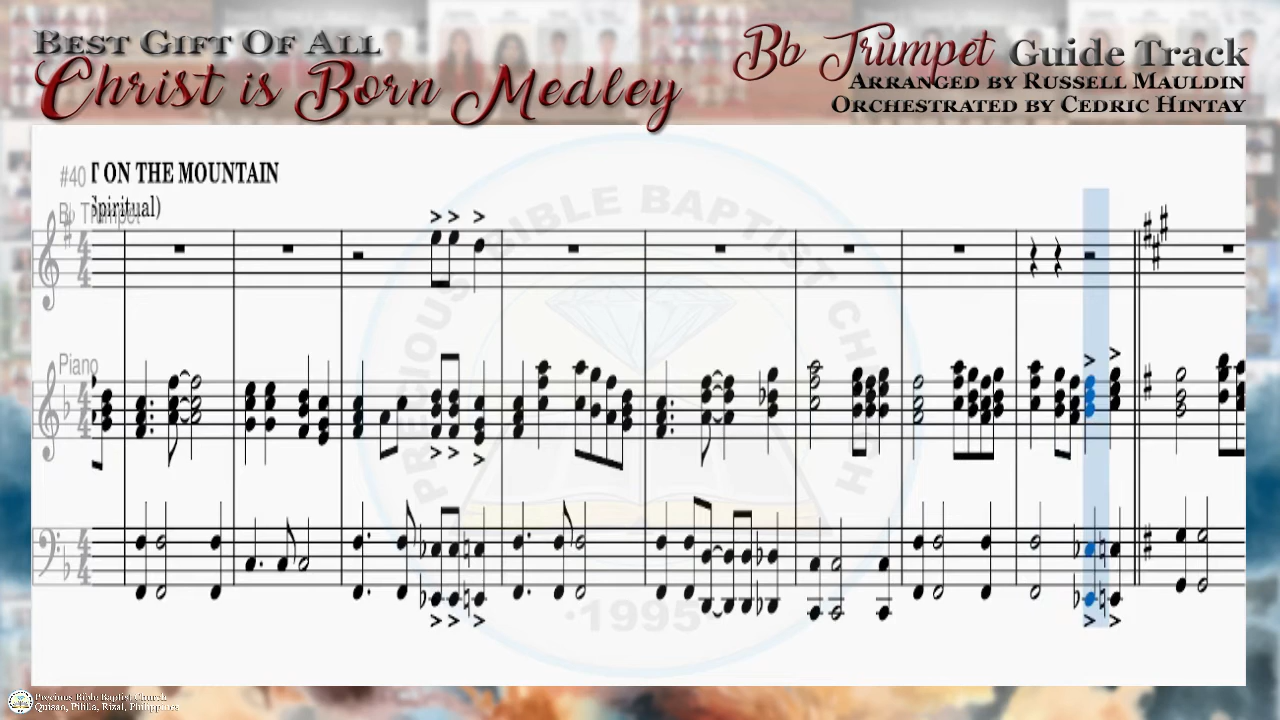 BEST GIFT OF ALL
Christ is Born Medley
Bb Trumpet GUIDE TRACK
ARRANGED BY RUSSELL MAULDIN
ORCHESTRATED BY CEDRIC HINTAY
#40 T ON THE MOUNTAIN
Spiritual)
B♭ Trumpet
Piano
PRECIOUS BIBLE BAPTIST CHURCH
·1995·
Precious Bible Baptist Church
Quisao, Pililla, Rizal, Philippines